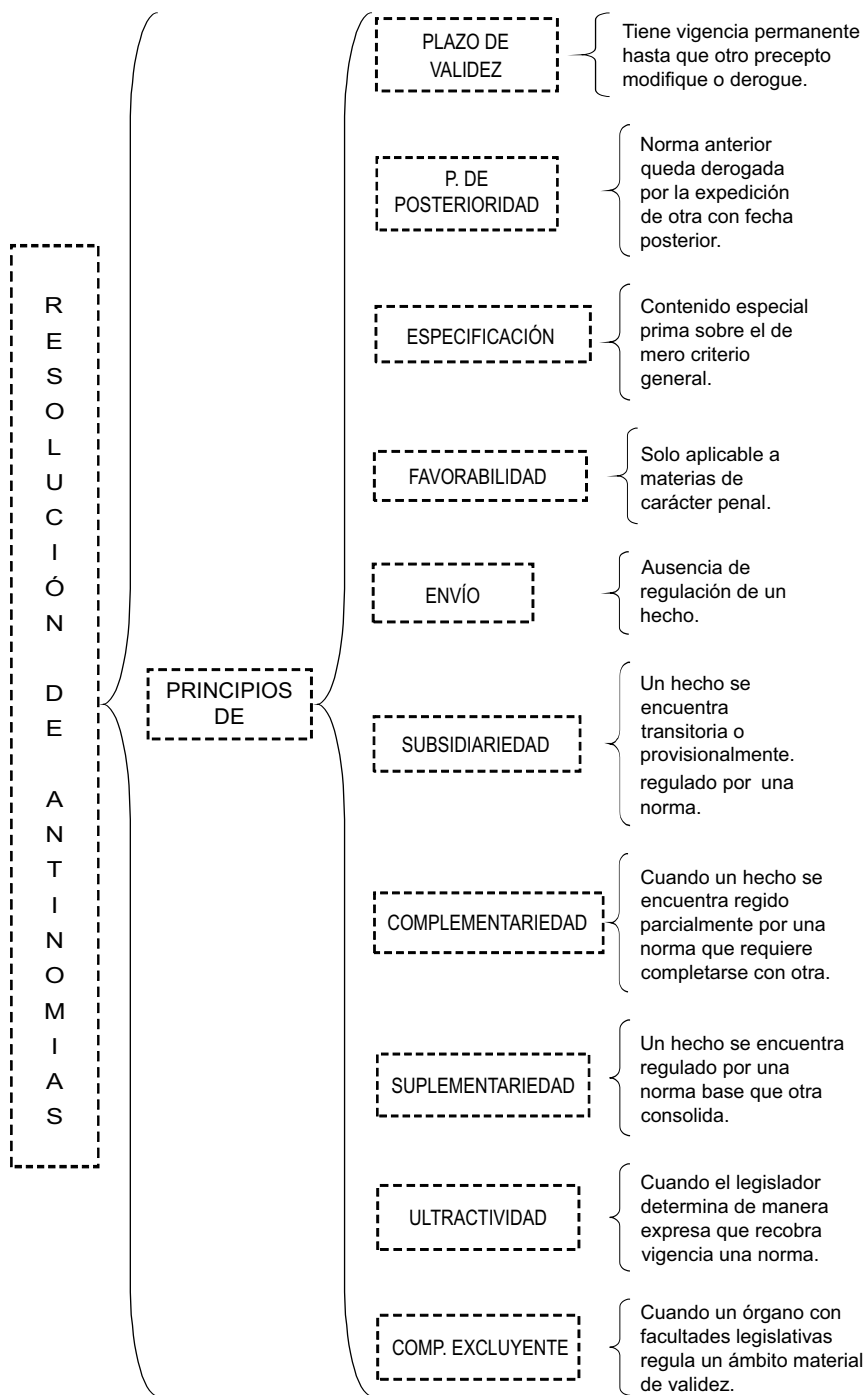 RESOLUCIÓN DE ANTINOMIAS
PRINCIPIOS
DE
PLAZO DE
VALIDEZ
Tiene vigencia permanente
hasta que otro precepto
modifique o derogue.
P. DE
POSTERIORIDAD
Norma anterior
queda derogada
por la expedición
de otra con fecha
posterior.
ESPECIFICACIÓN
Contenido especial
prima sobre el de
mero criterio
general.
FAVORABILIDAD
Solo aplicable a
materias de
carácter penal.
ENVÍO
Ausencia de
regulación de un
hecho.
SUBSIDIARIEDAD
Un hecho se
encuentra
transitoria o
provisionalmente.
regulado por una
norma.
COMPLEMENTARIEDAD
Cuando un hecho se
encuentra regido
parcialmente por una
norma que requiere
completarse con otra.
SUPLEMENTARIEDAD
Un hecho se encuentra
regulado por una
norma base que otra
consolida.
ULTRACTIVIDAD
Cuando el legislador
determina de manera
expresa que recobra
vigencia una norma.
COMP. EXCLUYENTE
Cuando un órgano con
facultades legislativas
regula un ámbito material
de validez.